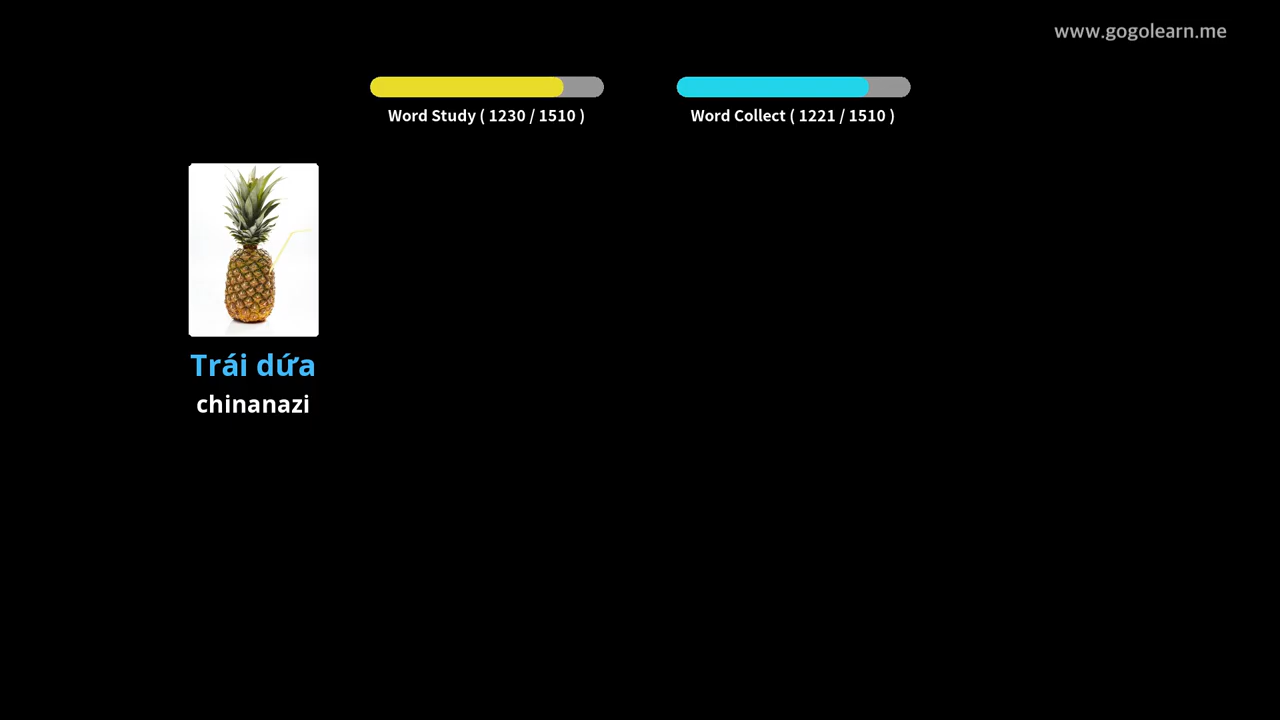 www.gogolearn.me
Word Study ( 1230 / 1510 )
Word Collect ( 1221 / 1510 )
Trái dứa
chinanazi